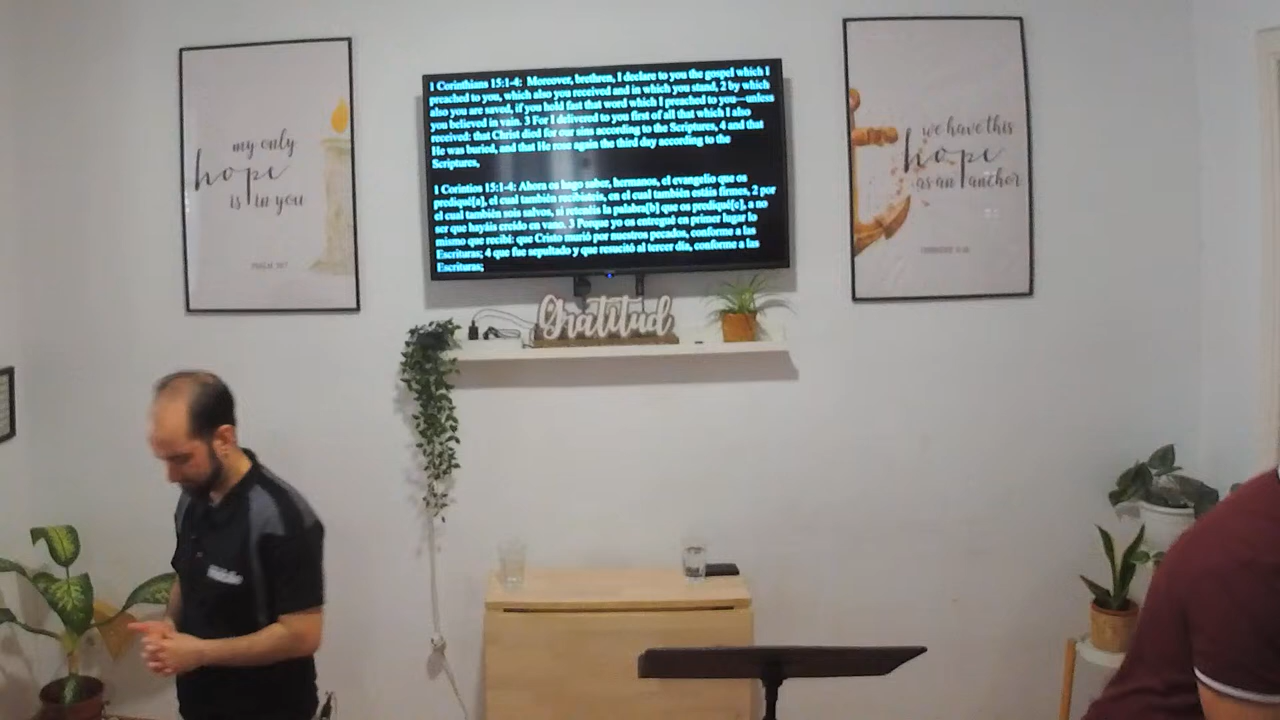 my only
hope
is in you
PSALM 39:7
1 Corinthians 15:1-4: Moreover, brethren, I declare to you the gospel which I
preached to you, which also you received and in which you stand, 2 by which
also you are saved, if you hold fast that word which I preached to you—unless
you believed in vain. 3 For I delivered to you first of all that which I also
received: that Christ died for our sins according to the Scriptures, 4 and that
He was buried, and that He rose again the third day according to the
Scriptures,
1 Corintios 15:1-4: Ahora os hago saber, hermanos, el evangelio que os
prediqué[a], el cual también recibisteis, en el cual también estáis firmes, 2 por
el cual también sois salvos, si retenéis la palabra[b] que os prediqué[c], a no
ser que hayáis creído en vano. 3 Porque yo os entregué en primer lugar lo
mismo que recibí: que Cristo murió por nuestros pecados, conforme a las
Escrituras; 4 que fue sepultado y que resucitó al tercer día, conforme a las
Escrituras;
we have this
hope
as an anchor
Gratitud